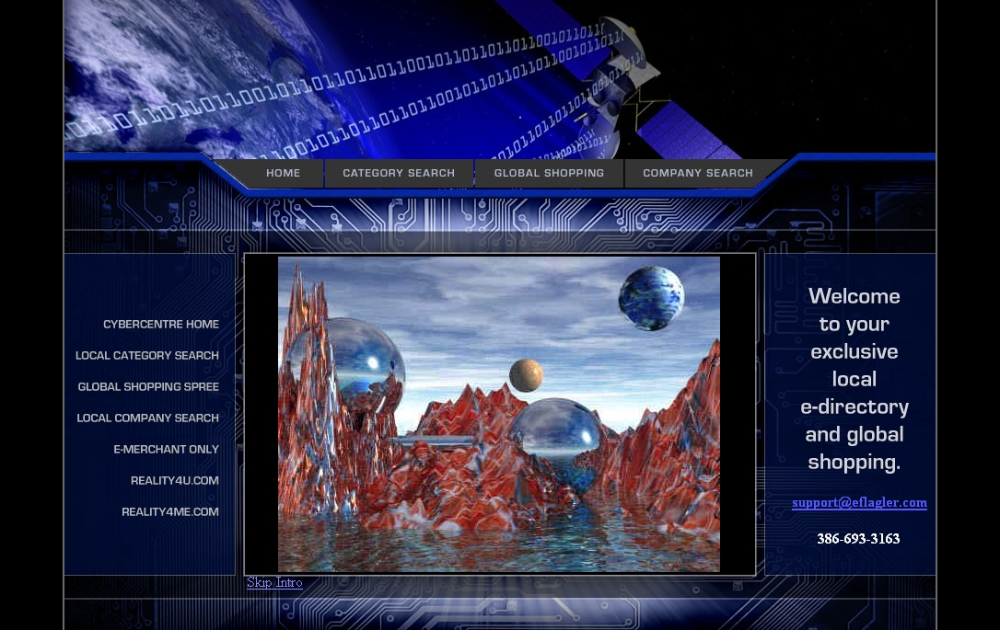 HOME
CATEGORY SEARCH
GLOBAL SHOPPING
COMPANY SEARCH
CYBERCENTRE HOME
LOCAL CATEGORY SEARCH
GLOBAL SHOPPING SPREE
LOCAL COMPANY SEARCH
E-MERCHANT ONLY
REALITY4U.COM
REALITY4ME.COM
Skip Intro
Welcome
to your
exclusive
local
e-directory
and global
shopping.
support@eflagler.com
386-693-3163